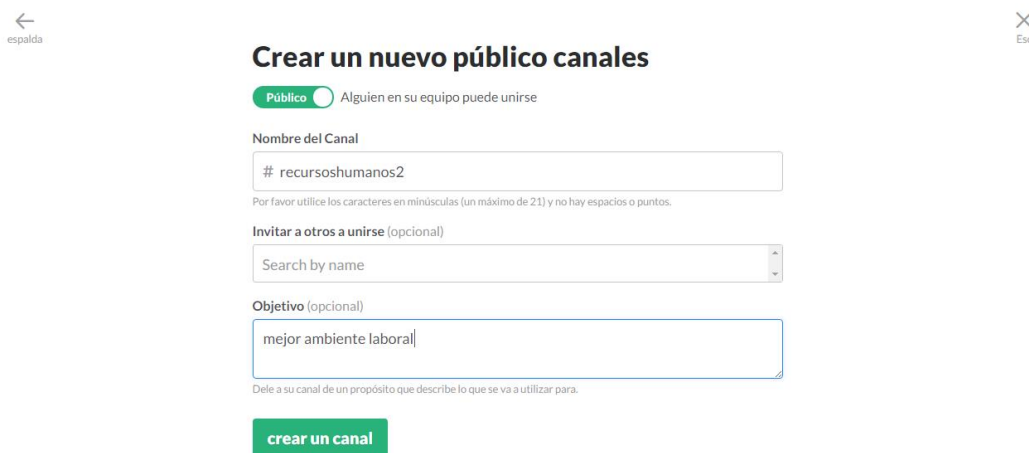 espalda
Crear un nuevo público canales
Público Alguien en su equipo puede unirse
Nombre del Canal
# recursoshumanos2
Por favor utilice los caracteres en minúsculas (un máximo de 21) y no hay espacios o puntos.
Invitar a otros a unirse (opcional)
Search by name
Objetivo (opcional)
mejor ambiente laboral
Dele a su canal de un propósito que describe lo que se va a utilizar para.
crear un canal